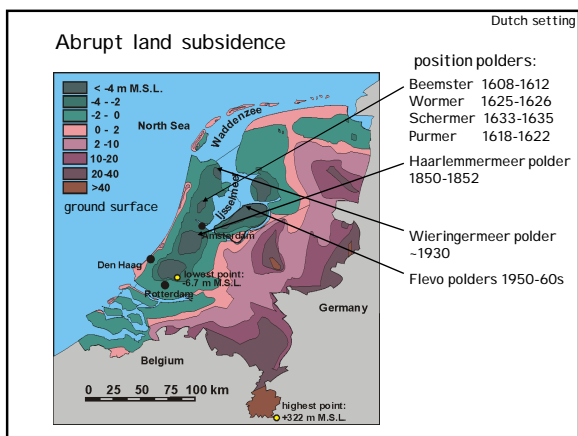 Dutch setting
Abrupt land subsidence
position polders:
Beemster 1608-1612
Wormer 1625-1626
Schermer 1633-1635
Purmer 1618-1622
Haarlemmermeer polder
1850-1852
Wieringermeer polder
~1930
Flevo polders 1950-60s
< -4 m M.S.L.
-4 - -2
-2 - 0
0 - 2
2 -10
10-20
20-40
>40
ground surface
North Sea
Waddenzee
Ijsselmeer
Amsterdam
Den Haag
lowest point:
-6.7 m M.S.L.
Rotterdam
Germany
Belgium
0 25 50 75 100 km
highest point:
+322 m M.S.L.